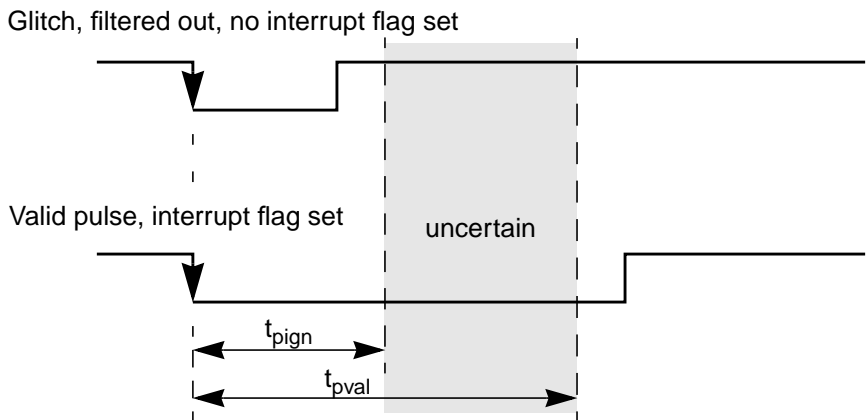 Glitch, filtered out, no interrupt flag set
Valid pulse, interrupt flag set
uncertain
tpign
tpval